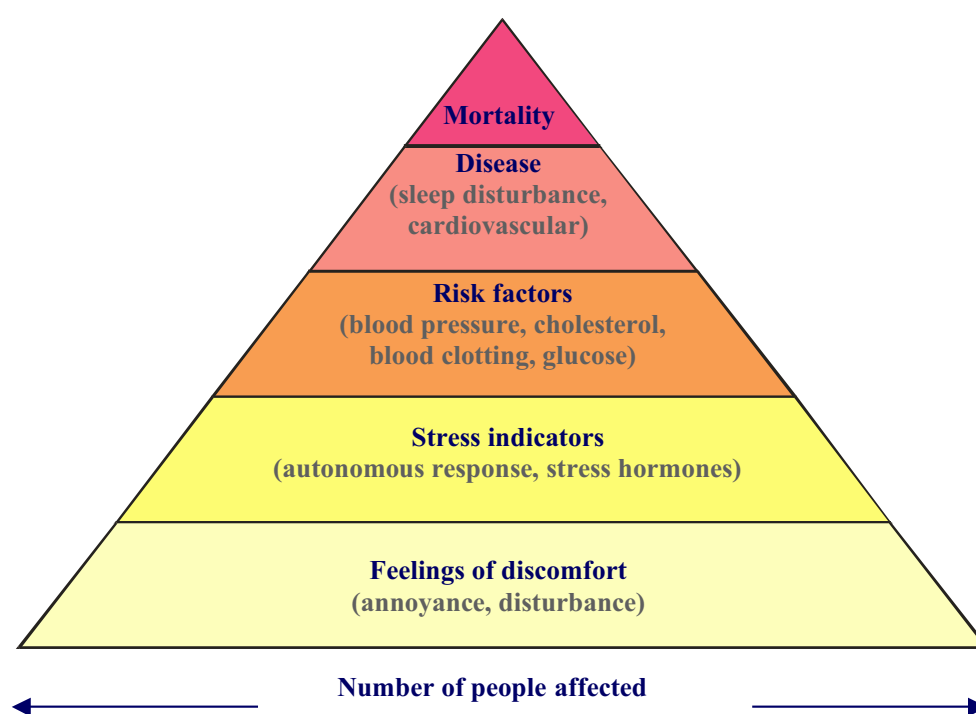 Mortality
Disease
(sleep disturbance,
cardiovascular)
Risk factors
(blood pressure, cholesterol,
blood clotting, glucose)
Stress indicators
(autonomous response, stress hormones)
Feelings of discomfort
(annoyance, disturbance)
Number of people affected